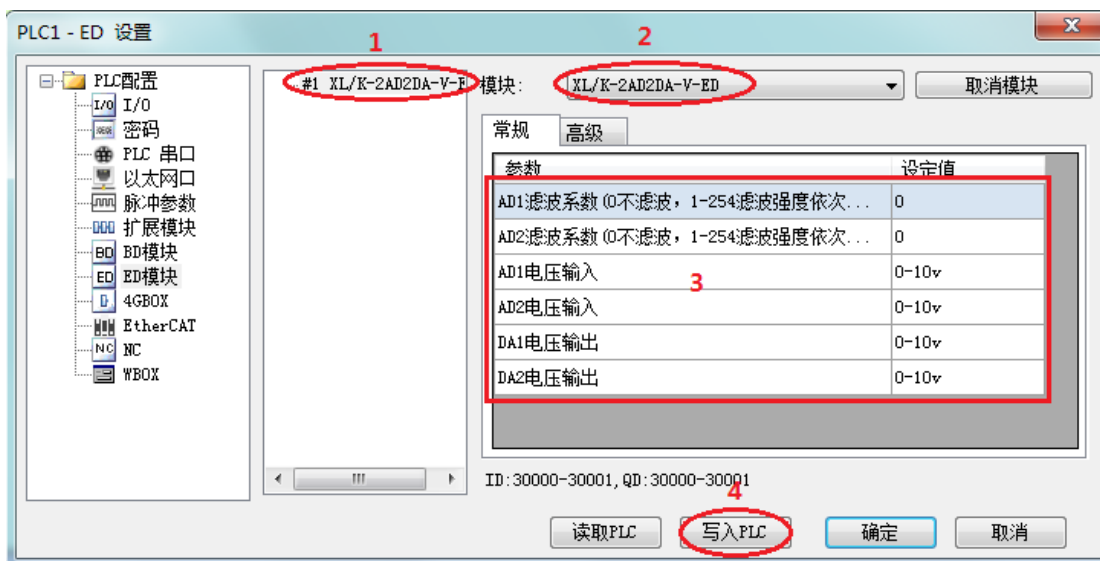 PLC1 - ED 设置
1
2
PLC配置
I/O I/O
密码
PLC 串口
以太网口
脉冲参数
扩展模块
BD BD模块
ED ED模块
4GBOX
EtherCAT
NC NC
WBOX
#1 XL/K-2AD2DA-V-E
模块:
XL/K-2AD2DA-V-ED
取消模块
常规
高级
参数 设定值
AD1滤波系数(0不滤波，1-254滤波强度依次... 0
AD2滤波系数(0不滤波，1-254滤波强度依次... 0
AD1电压输入 0-10v
3
AD2电压输入 0-10v
DA1电压输出 0-10v
DA2电压输出 0-10v
ID:30000-30001,QD:30000-30001
4
读取PLC
写入PLC
确定
取消